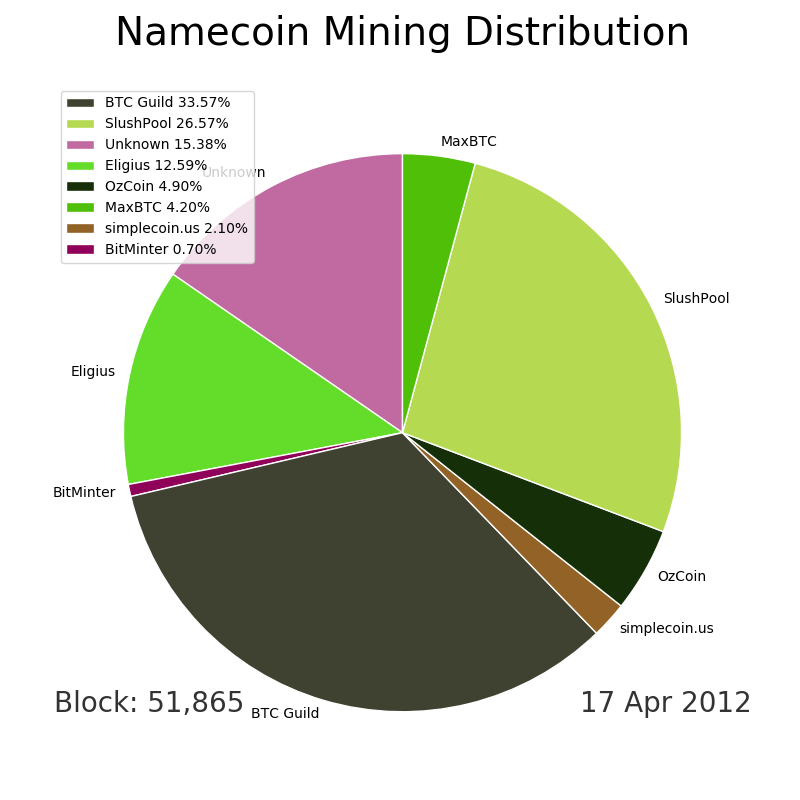 Namecoin Mining Distribution
BTC Guild 33.57%
SlushPool 26.57%
Unknown 15.38%
Eligius 12.59%
OzCoin 4.90%
MaxBTC 4.20%
simplecoin.us 2.10%
BitMinter 0.70%
MaxBTC
Unknown
SlushPool
Eligius
BitMinter
OzCoin
simplecoin.us
BTC Guild
Block: 51,865
17 Apr 2012